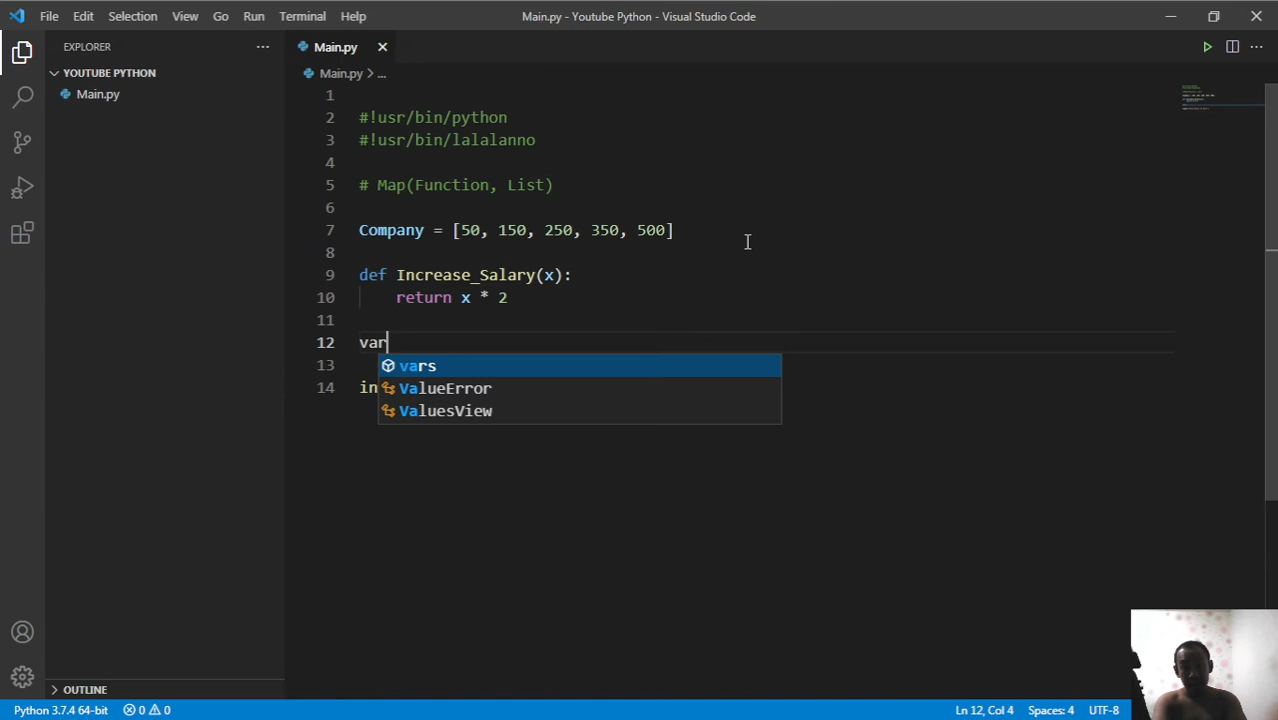 File Edit Selection View Go Run Terminal Help
Main.py - Youtube Python - Visual Studio Code
EXPLORER
Main.py
YOUTUBE PYTHON
Main.py > ...
Main.py
1
2 #!usr/bin/python
3 #!usr/bin/lalalanno
4
5 # Map(Function, List)
6
7 Company = [50, 150, 250, 350, 500]
8
9 def Increase_Salary(x):
10 return x * 2
11
12 var
vars
13
ValueError
14 in
ValuesView
OUTLINE
Python 3.7.4 64-bit 0 0 Ln 12, Col 4 Spaces: 4 UTF-8